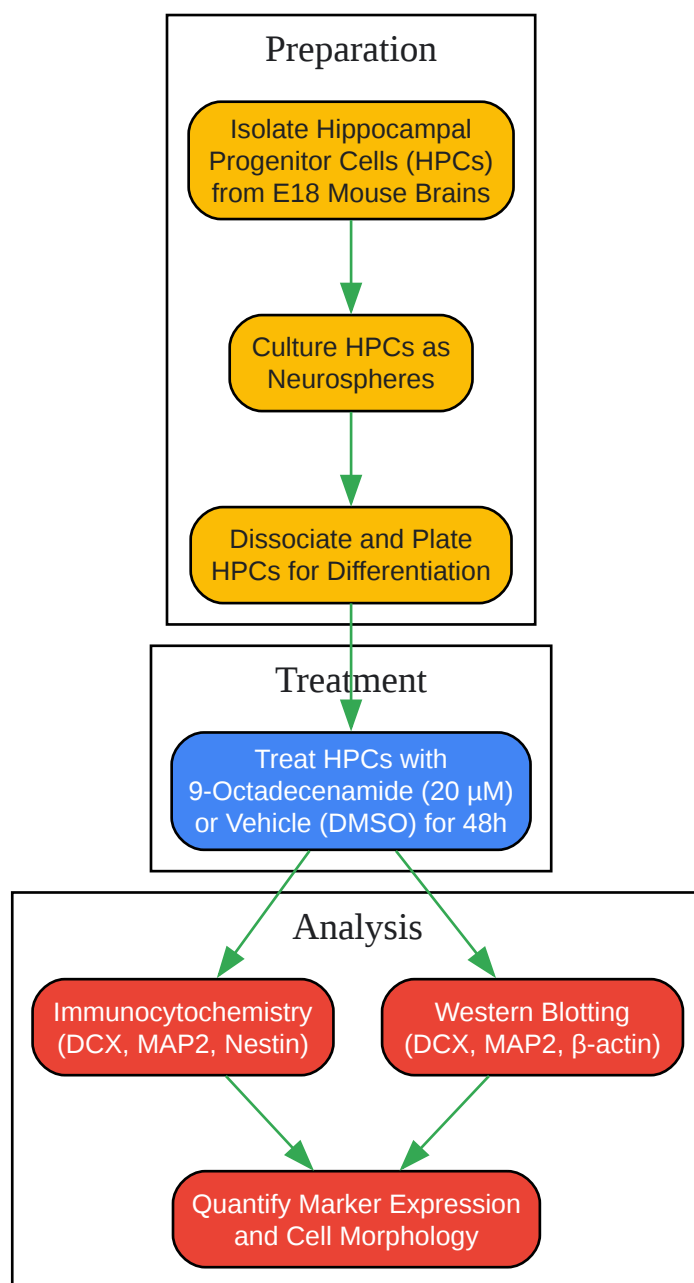 Preparation
Isolate Hippocampal
Progenitor Cells (HPCs)
from E18 Mouse Brains
Culture HPCs as
Neurospheres
Dissociate and Plate
HPCs for Differentiation
Treatment
Treat HPCs with
9-Octadecenamide (20 µM)
or Vehicle (DMSO) for 48h
Analysis
Immunocytochemistry
(DCX, MAP2, Nestin)
Western Blotting
(DCX, MAP2, β-actin)
Quantify Marker Expression
and Cell Morphology